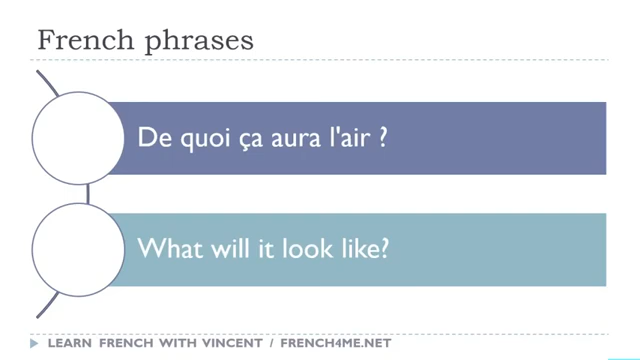 French phrases
De quoi ça aura l'air ?
What will it look like?
LEARN FRENCH WITH VINCENT / FRENCH4ME.NET